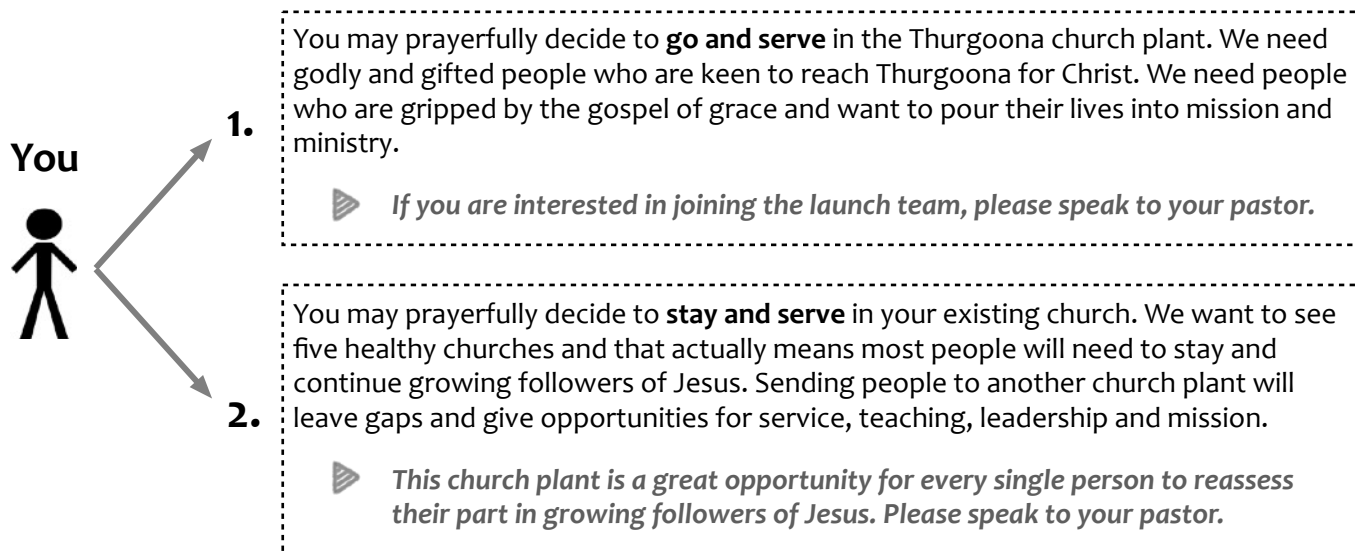 You
1.
You may prayerfully decide to go and serve in the Thurgoona church plant. We need
godly and gifted people who are keen to reach Thurgoona for Christ. We need people
who are gripped by the gospel of grace and want to pour their lives into mission and
ministry.
If you are interested in joining the launch team, please speak to your pastor.
2.
You may prayerfully decide to stay and serve in your existing church. We want to see
five healthy churches and that actually means most people will need to stay and
continue growing followers of Jesus. Sending people to another church plant will
leave gaps and give opportunities for service, teaching, leadership and mission.
This church plant is a great opportunity for every single person to reassess
their part in growing followers of Jesus. Please speak to your pastor.